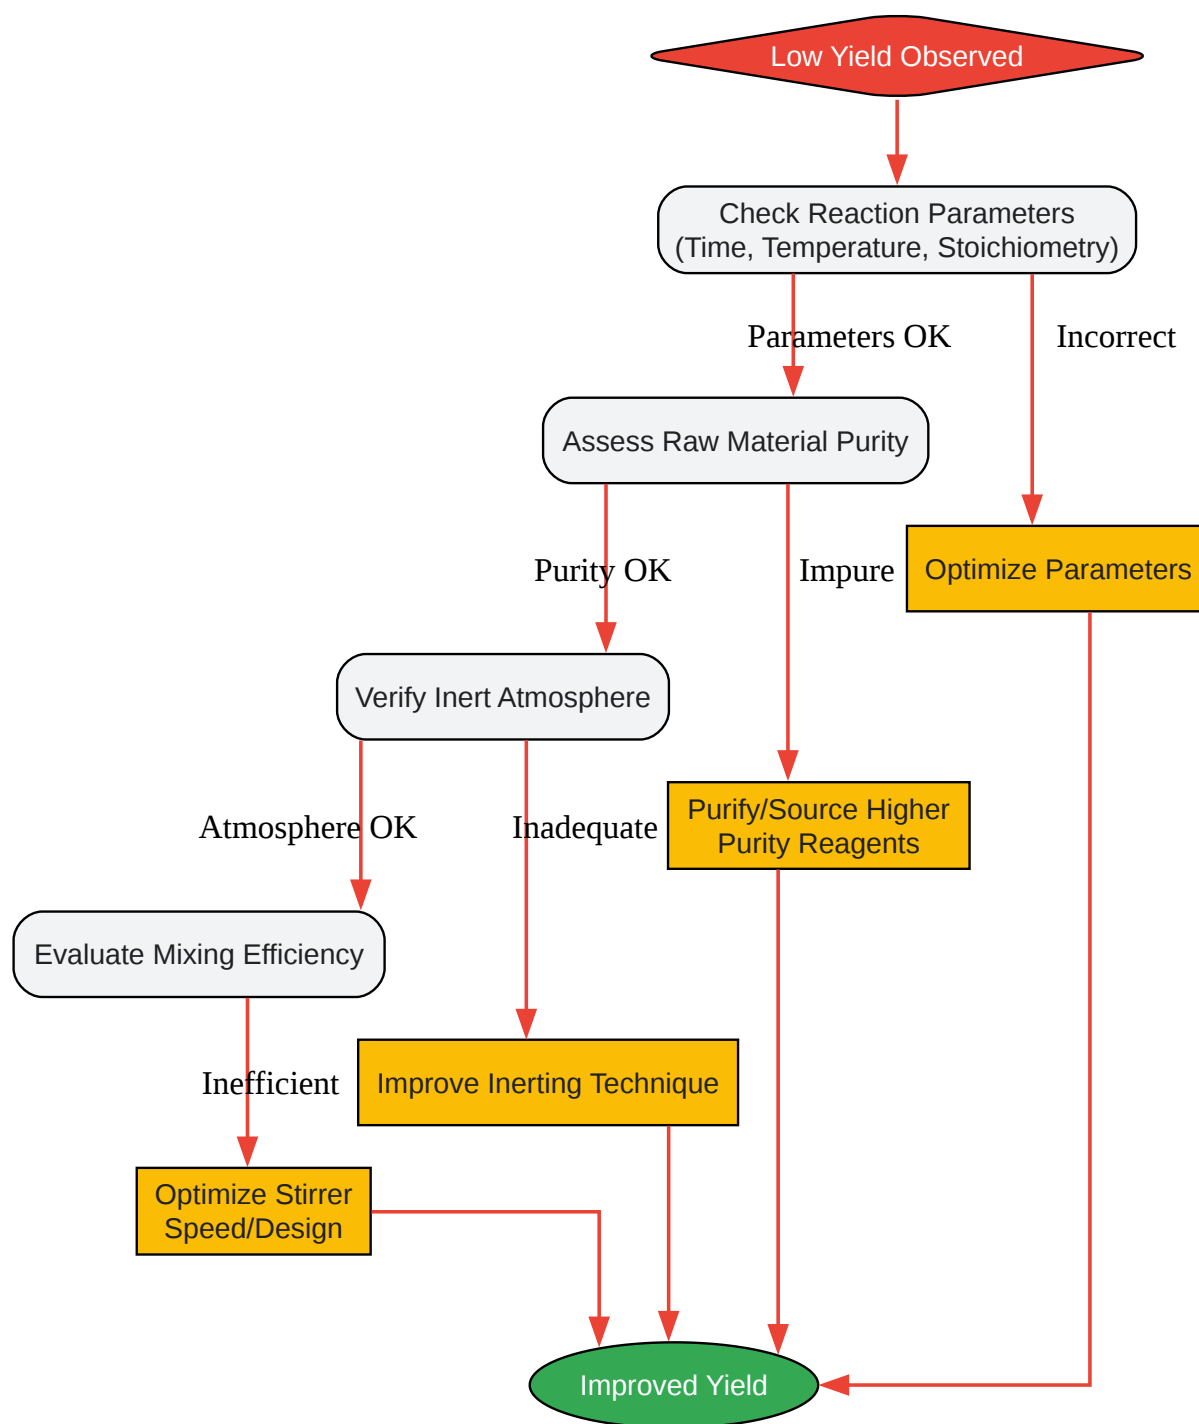 Low Yield Observed
Check Reaction Parameters
(Time, Temperature, Stoichiometry)
Parameters OK
Incorrect
Assess Raw Material Purity
Purity OK
Impure
Optimize Parameters
Verify Inert Atmosphere
Atmosphere OK
Inadequate
Purify/Source Higher
Purity Reagents
Evaluate Mixing Efficiency
Inefficient
Improve Inerting Technique
Optimize Stirrer
Speed/Design
Improved Yield